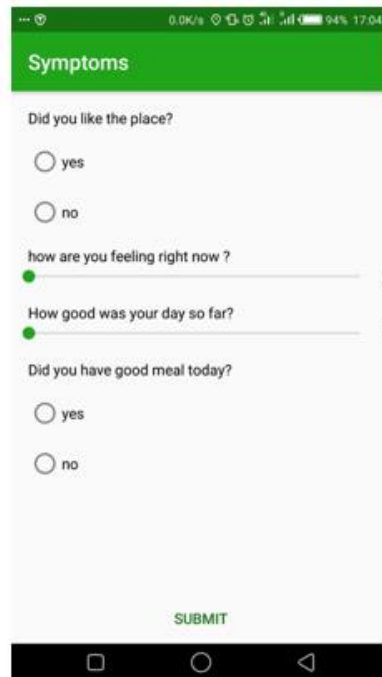 0.0K/s 94% 17:04
Symptoms
Did you like the place?
yes
no
how are you feeling right now ?
How good was your day so far?
Did you have good meal today?
yes
no
SUBMIT